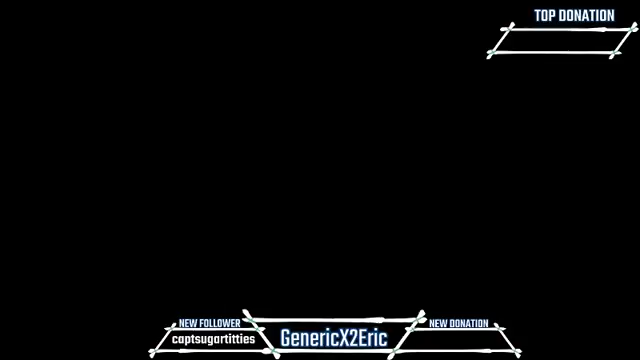 TOP DONATION
NEW FOLLOWER
captsugartitties
GenericX2Eric
NEW DONATION